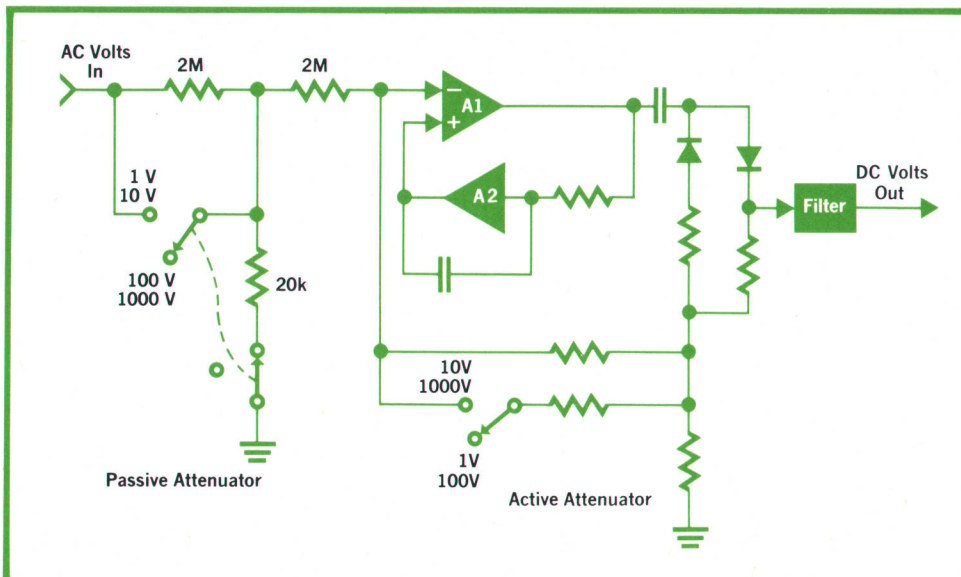 AC Volts
In
2M
2M
−
A1
+
1 V
10 V
A2
DC Volts
Out
Filter
100 V
1000 V
20k
10V
1000V
1V
100V
Passive Attenuator
Active Attenuator